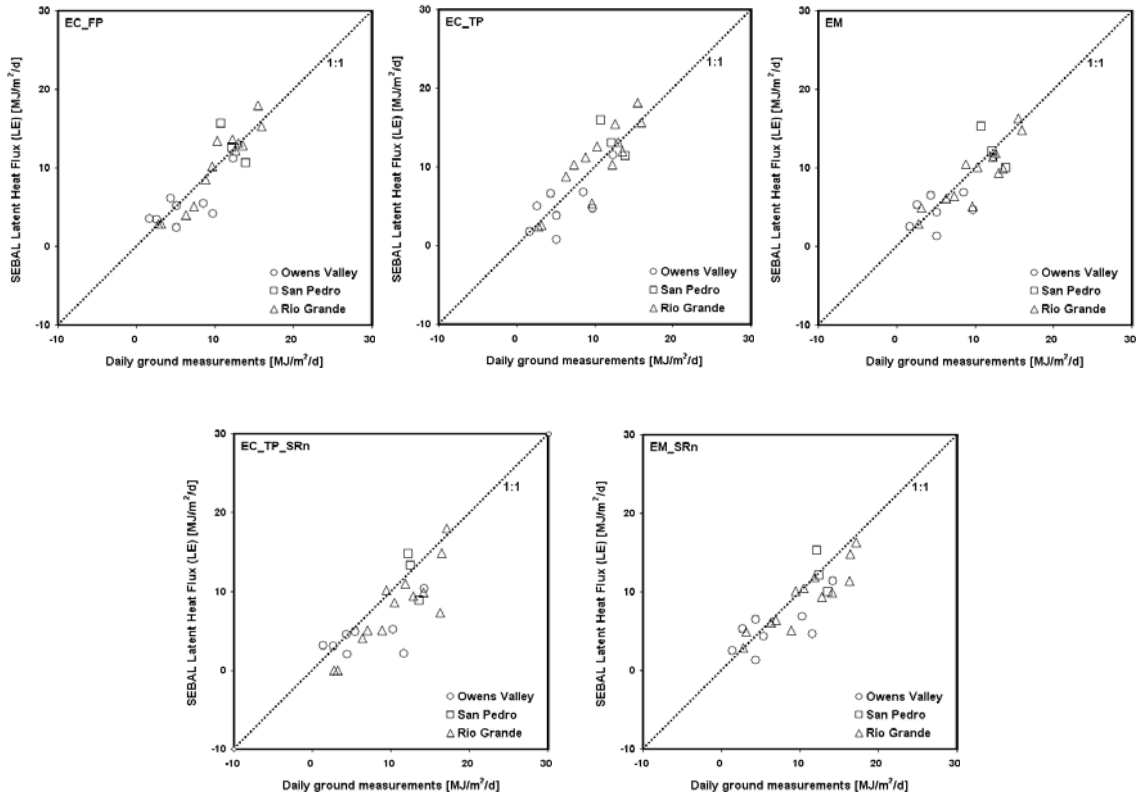 EC_FP
SEBAL Latent Heat Flux (LE) [MJ/m²/d]
30
20
10
0
-10
1:1
Owens Valley
San Pedro
Rio Grande
-10 0 10 20 30
Daily ground measurements [MJ/m²/d]
EC_TP
SEBAL Latent Heat Flux (LE) [MJ/m²/d]
30
20
10
0
-10
1:1
Owens Valley
San Pedro
Rio Grande
-10 0 10 20 30
Daily ground measurements [MJ/m²/d]
EM
SEBAL Latent Heat Flux (LE) [MJ/m²/d]
30
20
10
0
-10
1:1
Owens Valley
San Pedro
Rio Grande
-10 0 10 20 30
Daily ground measurements [MJ/m²/d]
EC_TP_SRn
SEBAL Latent Heat Flux (LE) [MJ/m²/d]
30
20
10
0
-10
1:1
Owens Valley
San Pedro
Rio Grande
-10 0 10 20 30
Daily ground measurements [MJ/m²/d]
EM_SRn
SEBAL Latent Heat Flux (LE) [MJ/m²/d]
30
20
10
0
-10
1:1
Owens Valley
San Pedro
Rio Grande
-10 0 10 20 30
Daily ground measurements [MJ/m²/d]